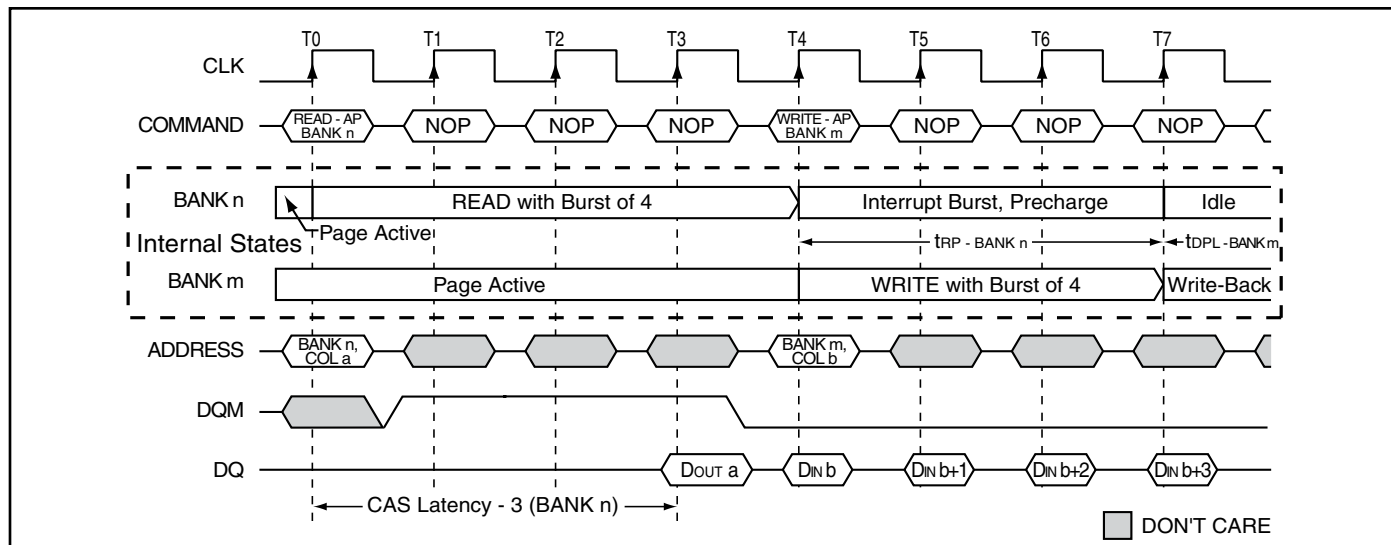 T0 T1 T2 T3 T4 T5 T6 T7
CLK
COMMAND READ - AP NOP NOP NOP WRITE - AP NOP NOP NOP
BANK n BANK m
BANK n READ with Burst of 4 Interrupt Burst, Precharge Idle
Page Active
Internal States tRP - BANK n tDPL - BANK m
BANK m Page Active WRITE with Burst of 4 Write-Back
ADDRESS BANK n, BANK m,
COL a COL b
DQM
DQ DOUT a DIN b DIN b+1 DIN b+2 DIN b+3
CAS Latency - 3 (BANK n)
DON'T CARE